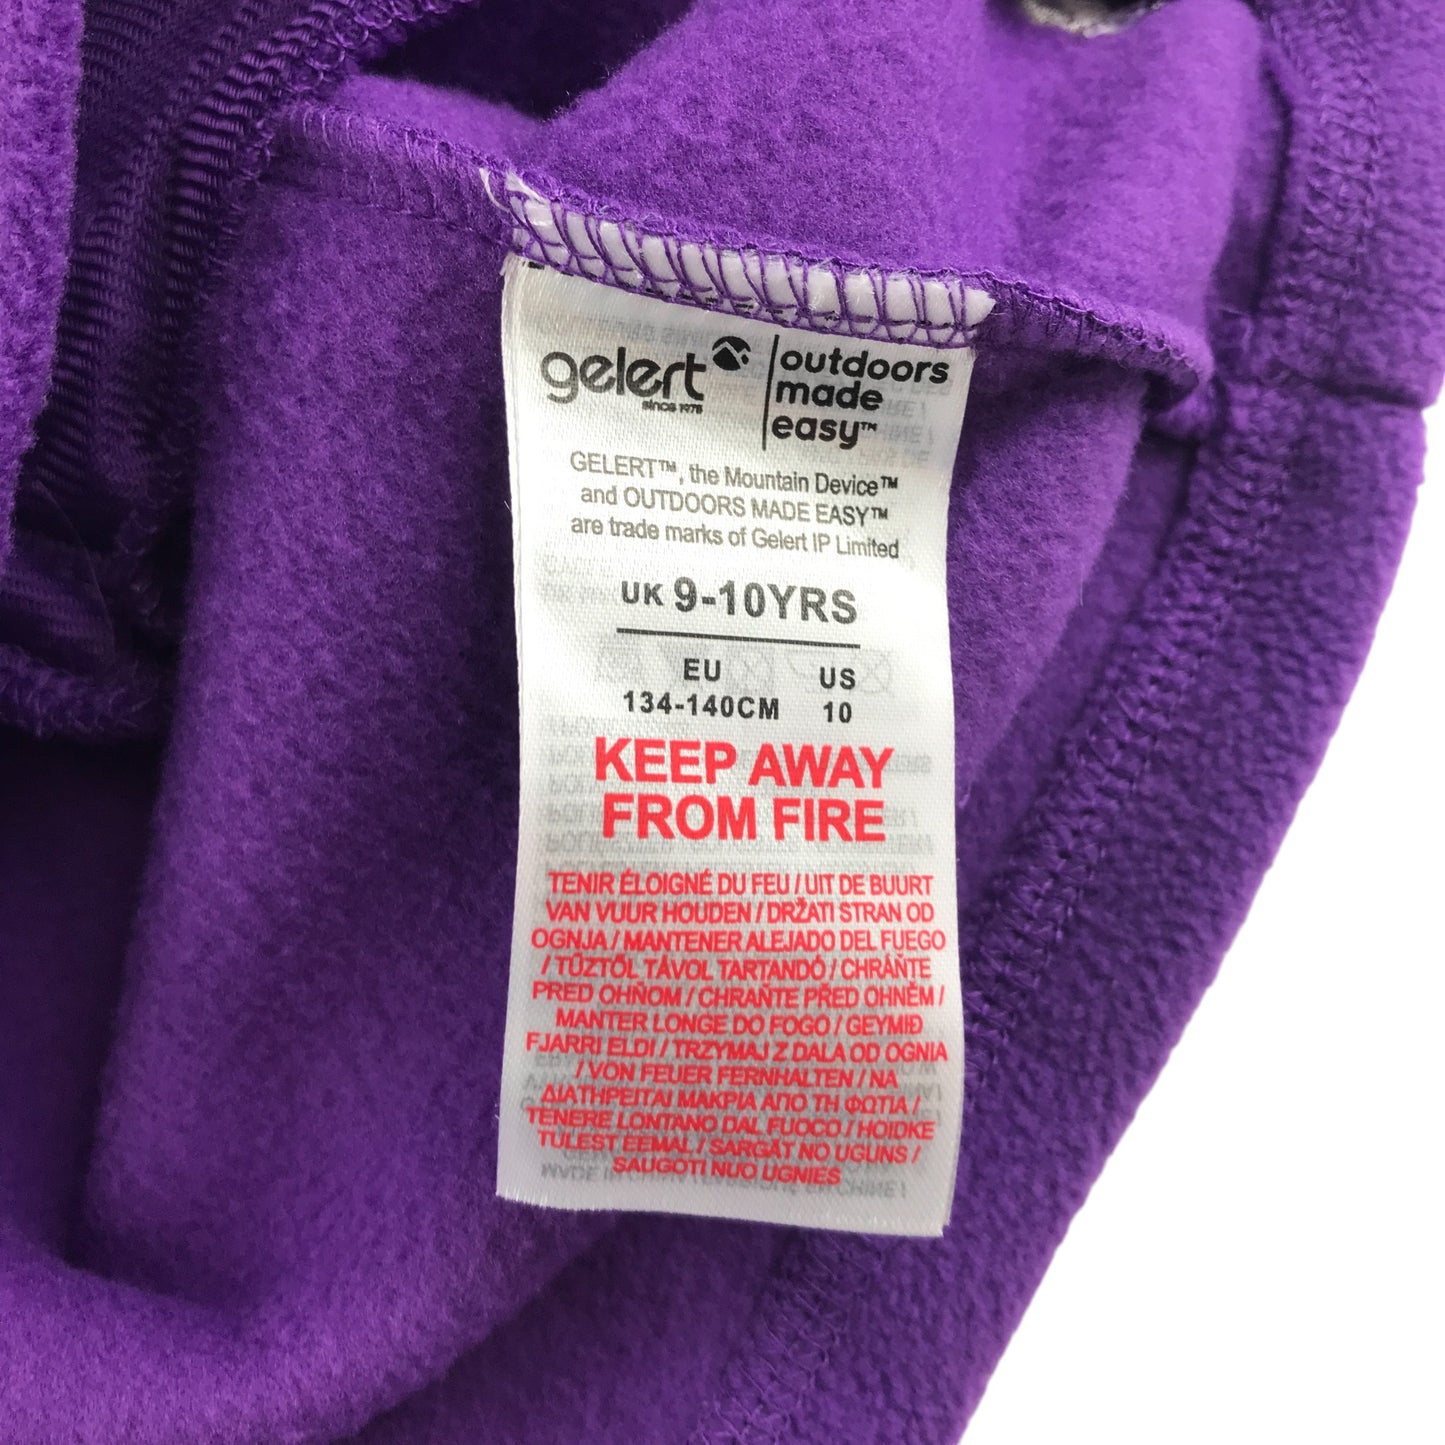 gelert
since 1975
outdoors
made
easy™
GELERT™, the Mountain Device™
and OUTDOORS MADE EASY™
are trade marks of Gelert IP Limited
UK 9-10YRS
EU US
134-140CM 10
KEEP AWAY
FROM FIRE
TENIR ÉLOIGNÉ DU FEU / UIT DE BUURT
VAN VUUR HOUDEN / DRŽATI STRAN OD
OGNJA / MANTENER ALEJADO DEL FUEGO
/ TŰZTŐL TÁVOL TARTANDÓ / CHRÁŇTE
PRED OHŇOM / CHRAŇTE PŘED OHNĚM /
MANTER LONGE DO FOGO / GEYMIÐ
FJARRI ELDI / TRZYMAJ Z DALA OD OGNIA
/ VON FEUER FERNHALTEN / NA
ΔΙΑΤΗΡΕΙΤΑΙ ΜΑΚΡΙΑ ΑΠΟ ΤΗ ΦΩΤΙΑ /
TENERE LONTANO DAL FUOCO / HOIDKE
TULEST EEMAL / SARGĀT NO UGUNS /
SAUGOTI NUO UGNIES